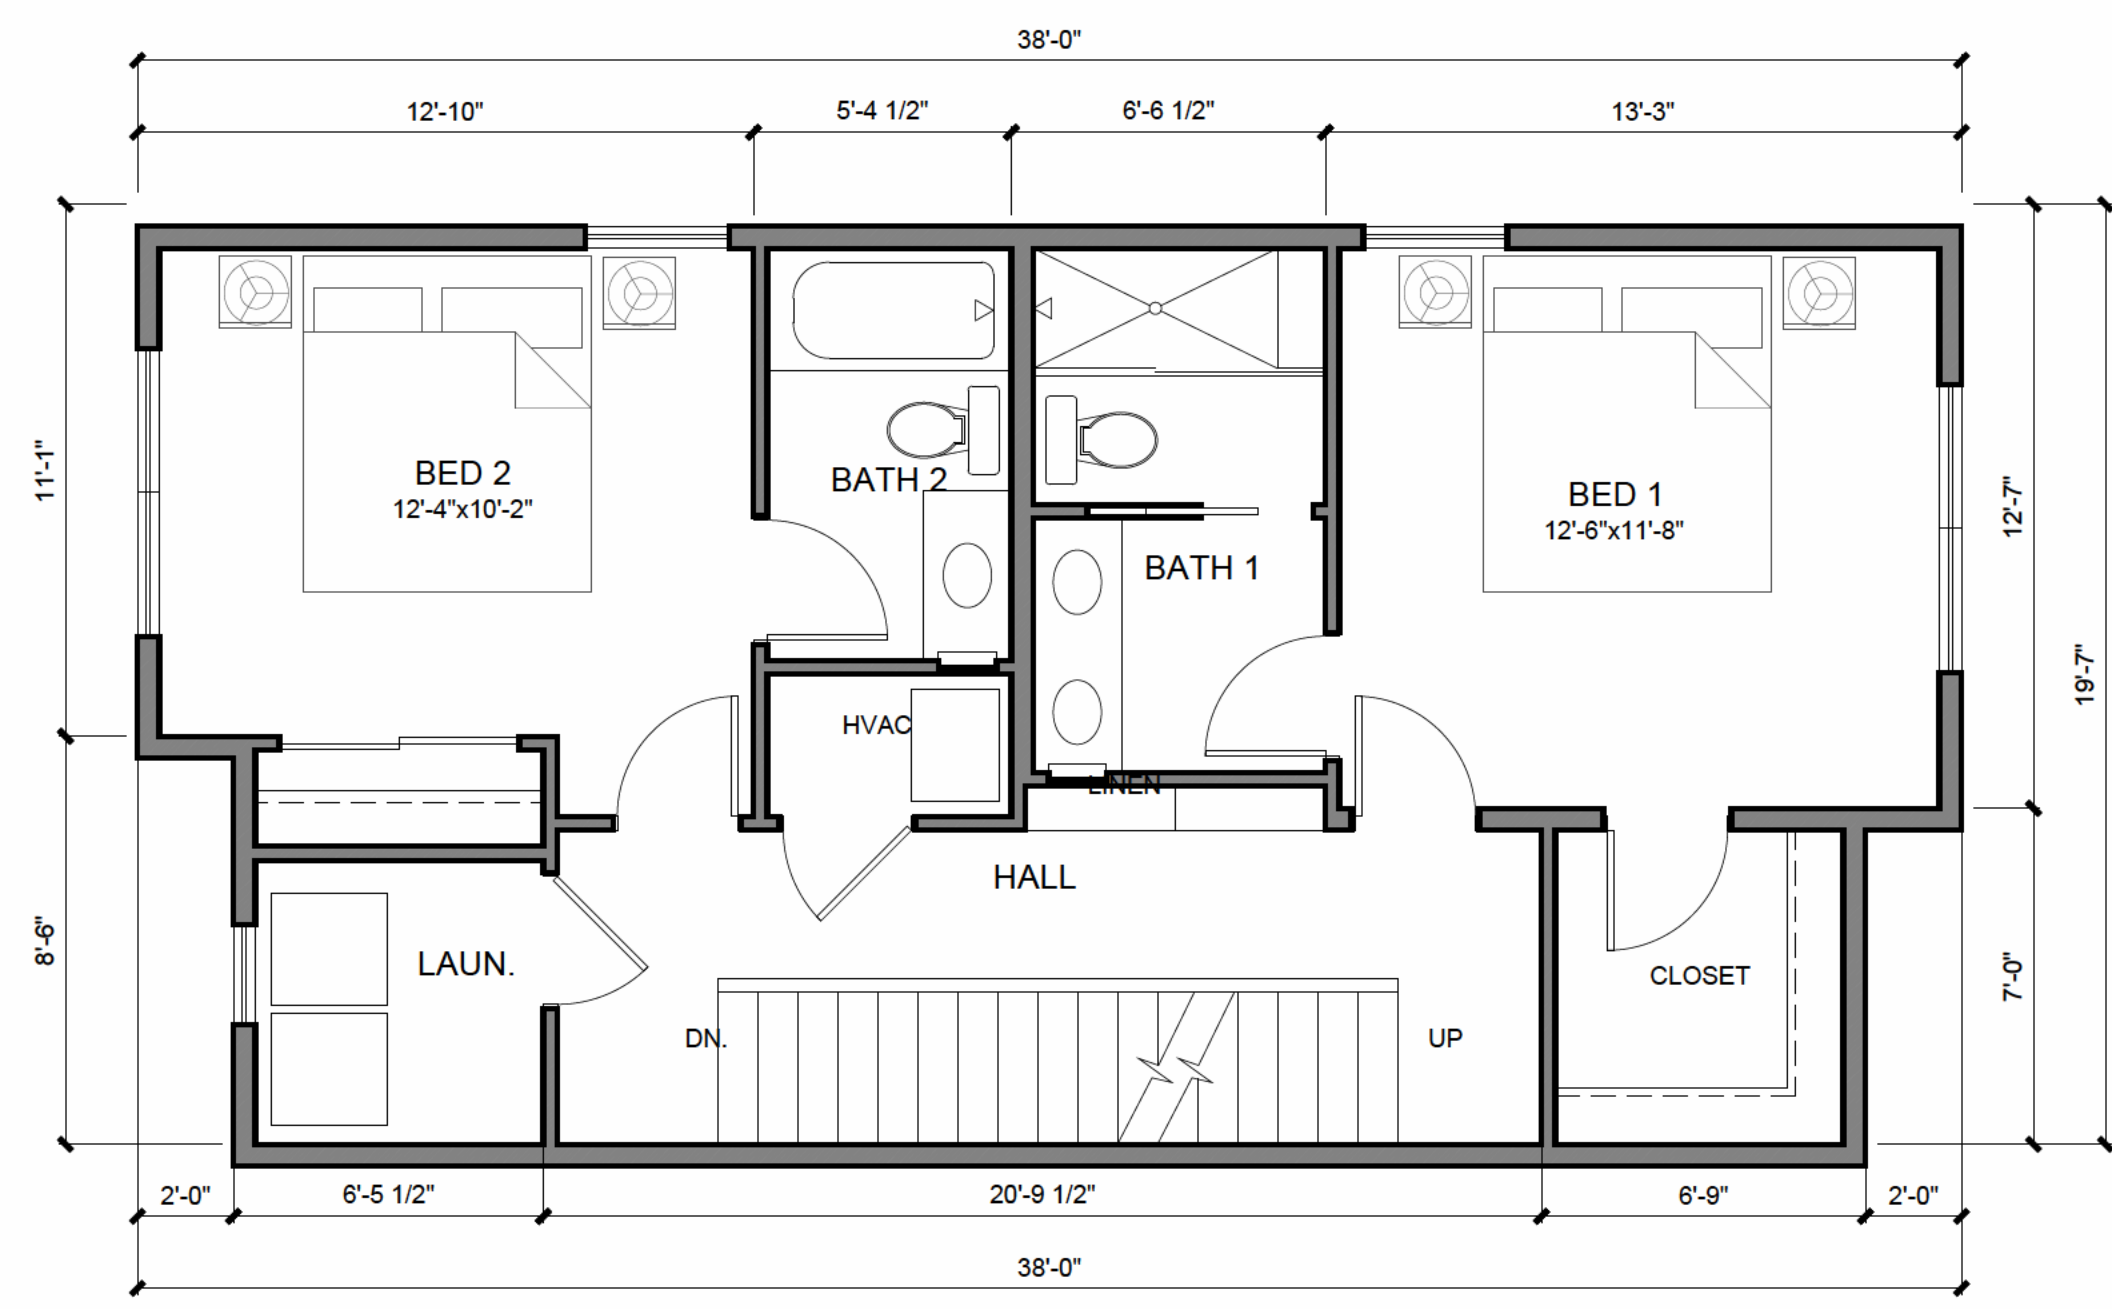 38'-0"
12'-10"
5'-4 1/2"
6'-6 1/2"
13'-3"
11'-1"
BED 2
12'-4"x10'-2"
BATH 2
BED 1
12'-6"x11'-8"
12'-7"
BATH 1
19'-7"
HVAC
LINEN
HALL
8'-6"
LAUN.
CLOSET
7'-0"
DN.
UP
2'-0"
6'-5 1/2"
20'-9 1/2"
6'-9"
2'-0"
38'-0"